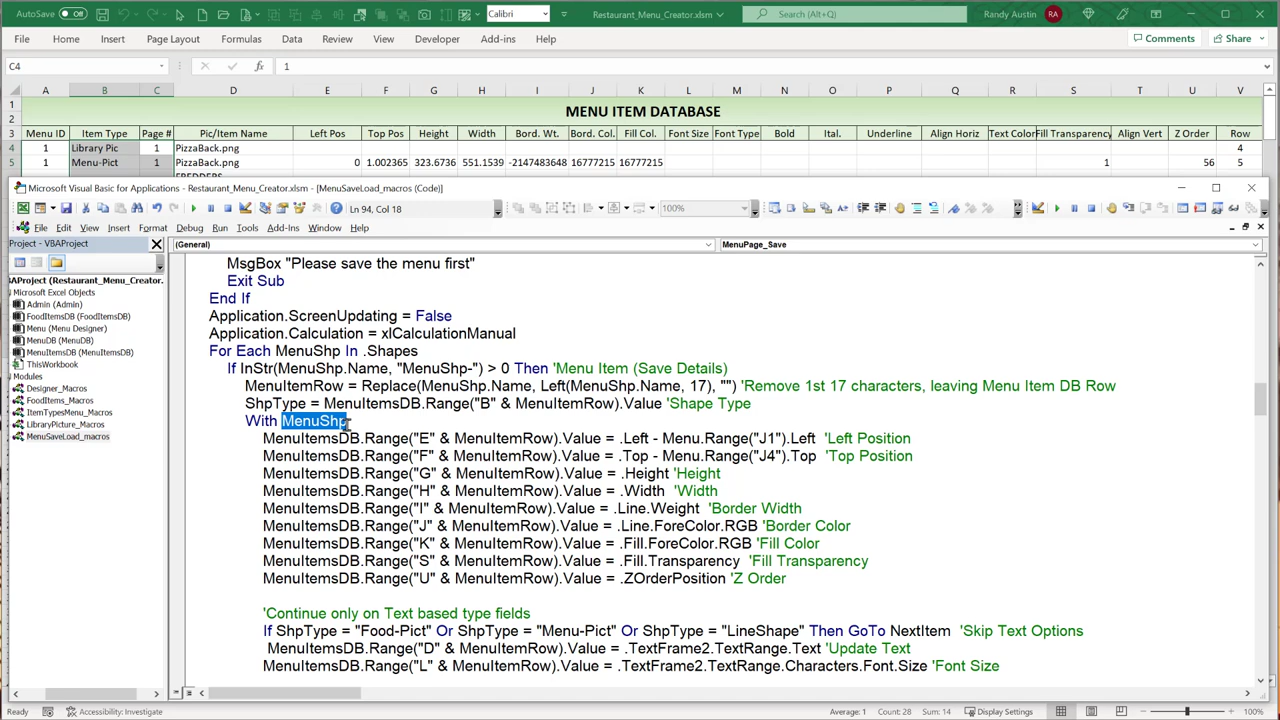 AutoSave Off Calibri Restaurant_Menu_Creator.xlsm Search (Alt+Q) Randy Austin RA
File Home Insert Page Layout Formulas Data Review View Developer Add-ins Help Comments Share
C4 fx 1
A B C D E F G H I J K L M N O P Q R S T U V
1 MENU ITEM DATABASE
2
3 Menu ID Item Type Page # Pic/Item Name Left Pos Top Pos Height Width Bord. Wt. Bord. Col. Fill Col. Font Size Font Type Bold Ital. Underline Align Horiz Text Color Fill Transparency Align Vert Z Order Row
4 1 Library Pic 1 PizzaBack.png 4
5 1 Menu-Pict 1 PizzaBack.png 0 1.002365 323.6736 551.1539 -2147483648 16777215 16777215 1 56 5
Microsoft Visual Basic for Applications - Restaurant_Menu_Creator.xlsm - [MenuSaveLoad_macros (Code)]
Ln 94, Col 18 100%
File Edit View Insert Format Debug Run Tools Add-Ins Window Help
Project - VBAProject
(General) MenuPage_Save
BAProject (Restaurant_Menu_Creator.
Microsoft Excel Objects
Admin (Admin)
FoodItemsDB (FoodItemsDB)
Menu (Menu Designer)
MenuDB (MenuDB)
MenuItemsDB (MenuItemsDB)
ThisWorkbook
Modules
Designer_Macros
FoodItems_Macros
ItemTypesMenu_Macros
LibraryPicture_Macros
MenuSaveLoad_macros
MsgBox "Please save the menu first"
Exit Sub
End If
Application.ScreenUpdating = False
Application.Calculation = xlCalculationManual
For Each MenuShp In .Shapes
If InStr(MenuShp.Name, "MenuShp-") > 0 Then 'Menu Item (Save Details)
MenuItemRow = Replace(MenuShp.Name, Left(MenuShp.Name, 17), "") 'Remove 1st 17 characters, leaving Menu Item DB Row
ShpType = MenuItemsDB.Range("B" & MenuItemRow).Value 'Shape Type
With MenuShp
MenuItemsDB.Range("E" & MenuItemRow).Value = .Left - Menu.Range("J1").Left 'Left Position
MenuItemsDB.Range("F" & MenuItemRow).Value = .Top - Menu.Range("J4").Top 'Top Position
MenuItemsDB.Range("G" & MenuItemRow).Value = .Height 'Height
MenuItemsDB.Range("H" & MenuItemRow).Value = .Width 'Width
MenuItemsDB.Range("I" & MenuItemRow).Value = .Line.Weight 'Border Width
MenuItemsDB.Range("J" & MenuItemRow).Value = .Line.ForeColor.RGB 'Border Color
MenuItemsDB.Range("K" & MenuItemRow).Value = .Fill.ForeColor.RGB 'Fill Color
MenuItemsDB.Range("S" & MenuItemRow).Value = .Fill.Transparency 'Fill Transparency
MenuItemsDB.Range("U" & MenuItemRow).Value = .ZOrderPosition 'Z Order
'Continue only on Text based type fields
If ShpType = "Food-Pict" Or ShpType = "Menu-Pict" Or ShpType = "LineShape" Then GoTo NextItem 'Skip Text Options
MenuItemsDB.Range("D" & MenuItemRow).Value = .TextFrame2.TextRange.Text 'Update Text
MenuItemsDB.Range("L" & MenuItemRow).Value = .TextFrame2.TextRange.Characters.Font.Size 'Font Size
Ready Accessibility: Investigate Average: 1 Count: 28 Sum: 14 Display Settings 100%